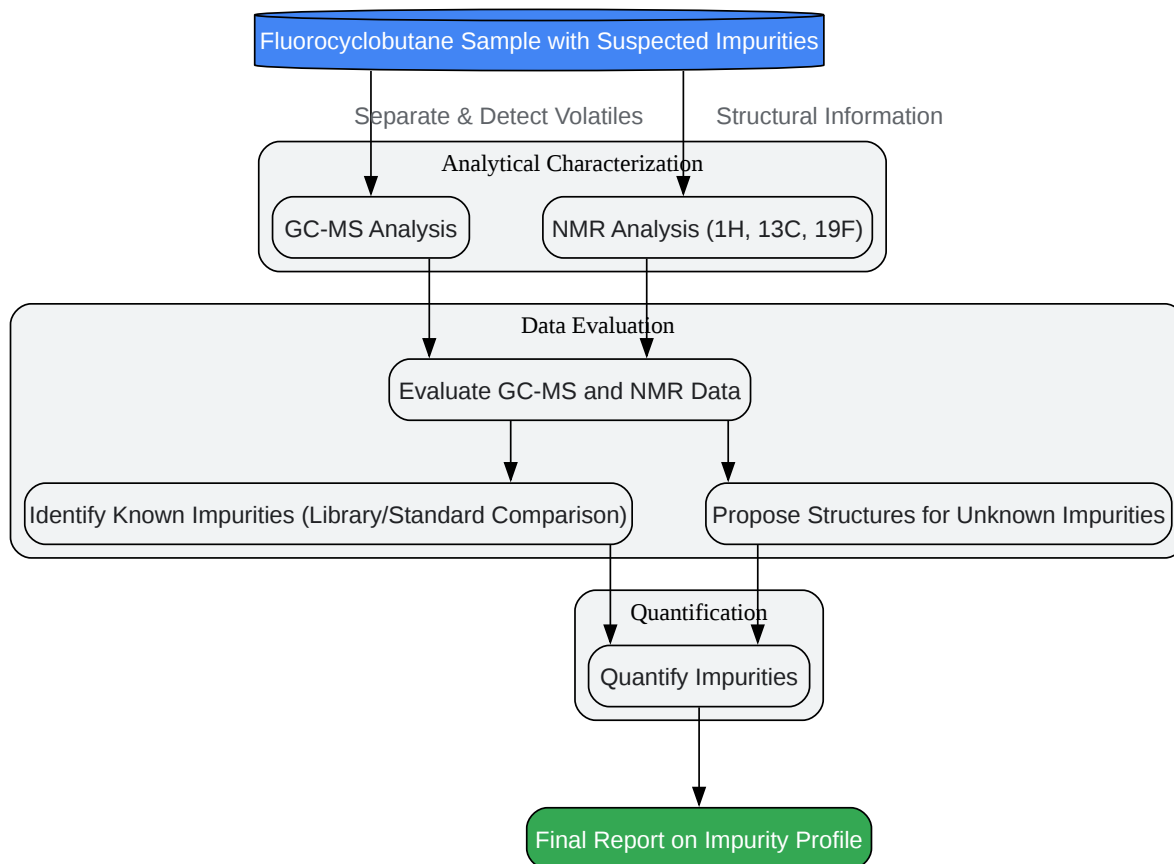 Fluorocyclobutane Sample with Suspected Impurities
Separate & Detect Volatiles
Structural Information
Analytical Characterization
GC-MS Analysis
NMR Analysis (1H, 13C, 19F)
Data Evaluation
Evaluate GC-MS and NMR Data
Identify Known Impurities (Library/Standard Comparison)
Propose Structures for Unknown Impurities
Quantification
Quantify Impurities
Final Report on Impurity Profile